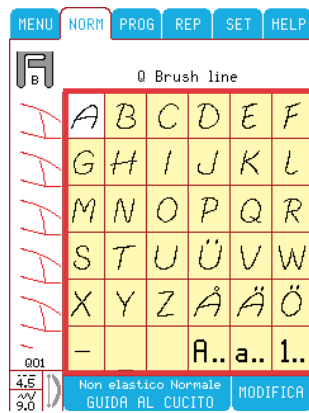 MENU NORM PROG REP SET HELP
B
Q Brush line
A B C D E F
G H I J K L
M N O P Q R
S T U Ü V W
X Y Z Å Ä Ö
- _ A.. a.. 1..
Q01
4.5
9.0
Non elastico Normale
GUIDA AL CUCITO
MODIFICA